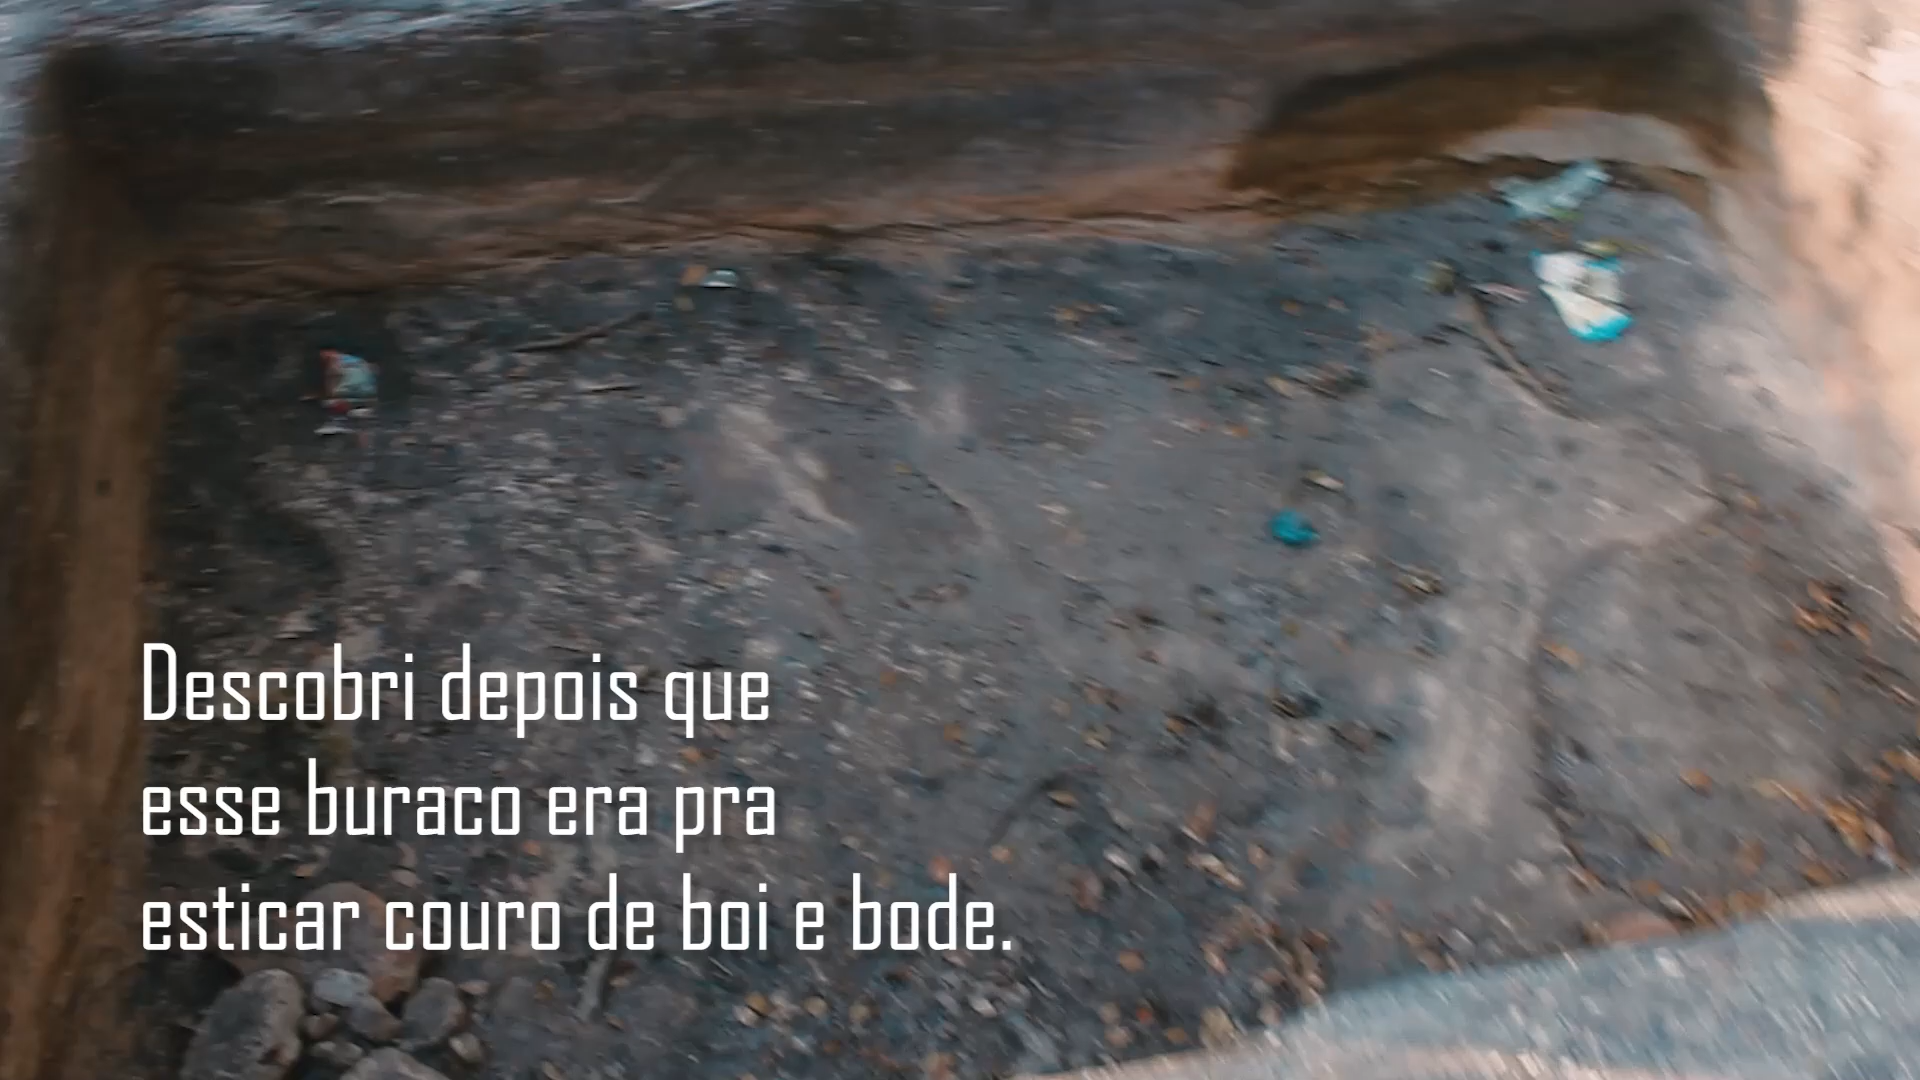 Descobri depois que
esse buraco era pra
esticar couro de boi e bode.